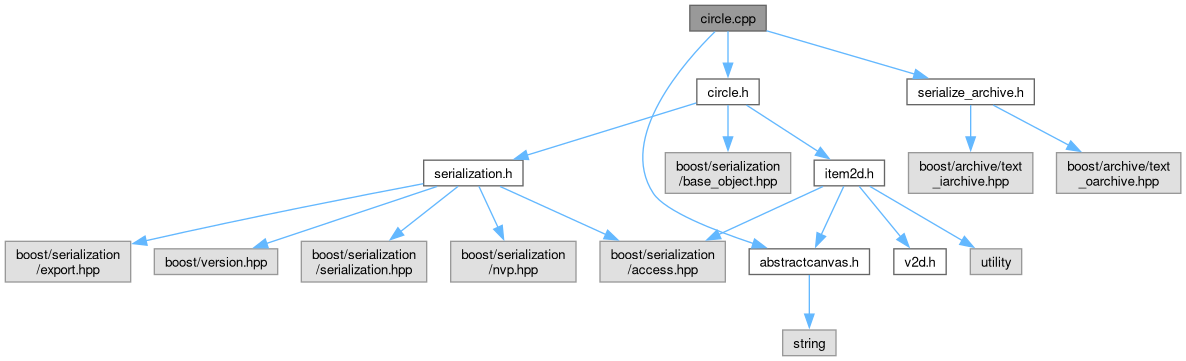 circle.cpp
circle.h
serialize_archive.h
boost/serialization
/base_object.hpp
boost/archive/text
_iarchive.hpp
boost/archive/text
_oarchive.hpp
serialization.h
item2d.h
boost/serialization
/export.hpp
boost/version.hpp
boost/serialization
/serialization.hpp
boost/serialization
/nvp.hpp
boost/serialization
/access.hpp
abstractcanvas.h
v2d.h
utility
string